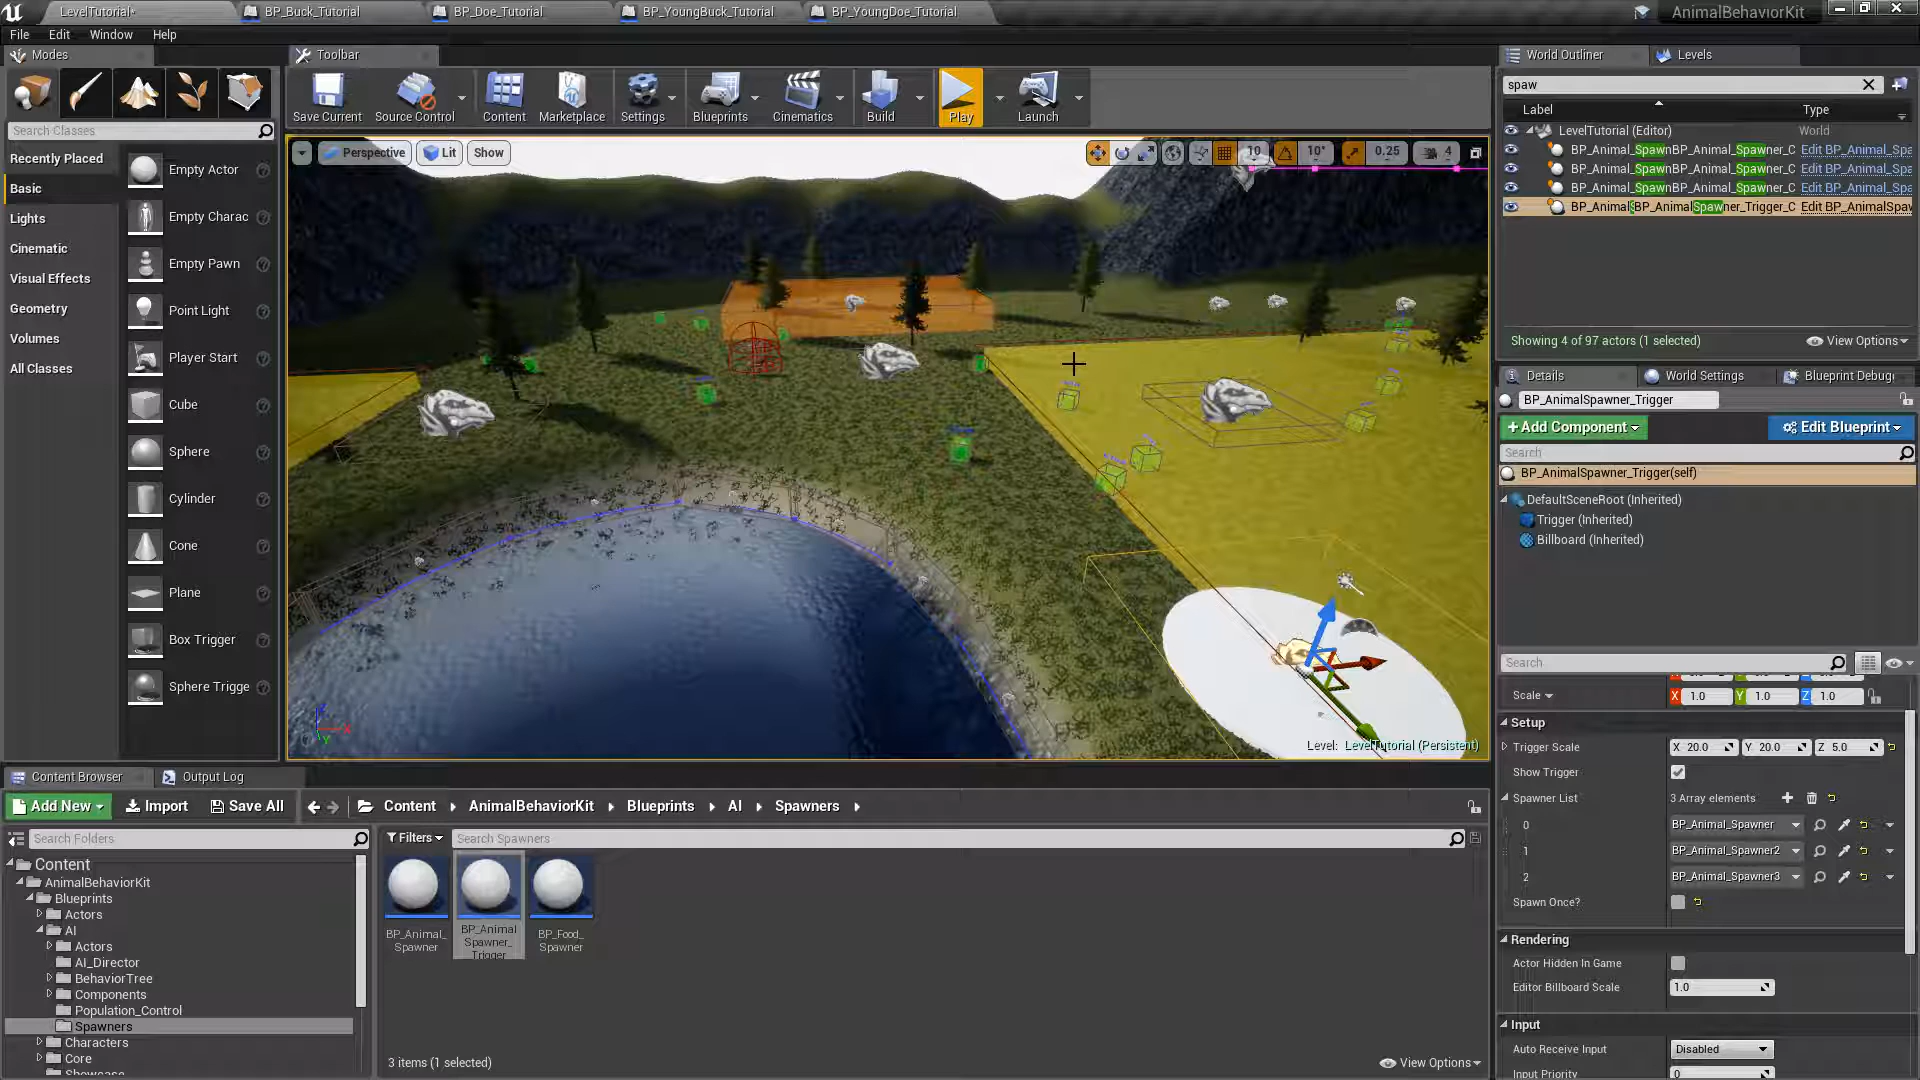 LevelTutorial*
BP_Buck_Tutorial
BP_Doe_Tutorial
BP_YoungBuck_Tutorial
BP_YoungDoe_Tutorial
AnimalBehaviorKit
File Edit Window Help
Modes
Toolbar
World Outliner
Levels
Save Current
Source Control
Content
Marketplace
Settings
Blueprints
Cinematics
Build
Play
Launch
spaw
Label
Type
Search Classes
LevelTutorial (Editor) World
BP_Animal_SpawnBP_Animal_Spawner_C Edit BP_Animal_Spa
BP_Animal_SpawnBP_Animal_Spawner_C Edit BP_Animal_Spa
BP_Animal_SpawnBP_Animal_Spawner_C Edit BP_Animal_Spa
BP_AnimalSBP_AnimalSpawner_Trigger_C Edit BP_AnimalSpaw
Perspective
Lit
Show
10
10°
0.25
4
Recently Placed
Basic
Lights
Cinematic
Visual Effects
Geometry
Volumes
All Classes
Empty Actor
Empty Charac
Empty Pawn
Point Light
Player Start
Cube
Sphere
Cylinder
Cone
Plane
Box Trigger
Sphere Trigge
Showing 4 of 97 actors (1 selected)
View Options
Details
World Settings
Blueprint Debug
BP_AnimalSpawner_Trigger
+Add Component
Edit Blueprint
Search
BP_AnimalSpawner_Trigger(self)
DefaultSceneRoot (Inherited)
Trigger (Inherited)
Billboard (Inherited)
Search
Scale X 1.0 Y 1.0 Z 1.0
Setup
Trigger Scale X 20.0 Y 20.0 Z 5.0
Show Trigger
Spawner List 3 Array elements
0 BP_Animal_Spawner
1 BP_Animal_Spawner2
2 BP_Animal_Spawner3
Spawn Once?
Rendering
Actor Hidden In Game
Editor Billboard Scale 1.0
Input
Auto Receive Input Disabled
Input Priority 0
Level: LevelTutorial (Persistent)
X
Y
Content Browser
Output Log
Add New
Import
Save All
Content
AnimalBehaviorKit
Blueprints
AI
Spawners
Search Folders
Filters
Search Spawners
Content
AnimalBehaviorKit
Blueprints
Actors
AI
Actors
AI_Director
BehaviorTree
Components
Population_Control
Spawners
Characters
Core
Showcase
BP_Animal_
Spawner
BP_Animal
Spawner_
Trigger
BP_Food_
Spawner
3 items (1 selected)
View Options